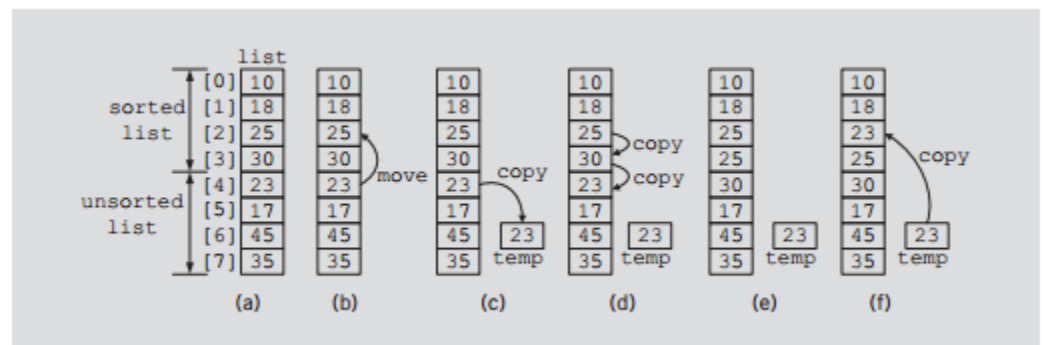 list
[0] 10 10 10 10 10 10
sorted [1] 18 18 18 18 18 18
list [2] 25 25 25 25 copy 25 23
[3] 30 30 30 30 25 25
move copy copy copy
unsorted [4] 23 23 23 23 30 30
list [5] 17 17 17 17 17 17
[6] 45 45 45 23 45 23 45 23 45 23
[7] 35 35 35 temp 35 temp 35 temp 35 temp
(a) (b) (c) (d) (e) (f)